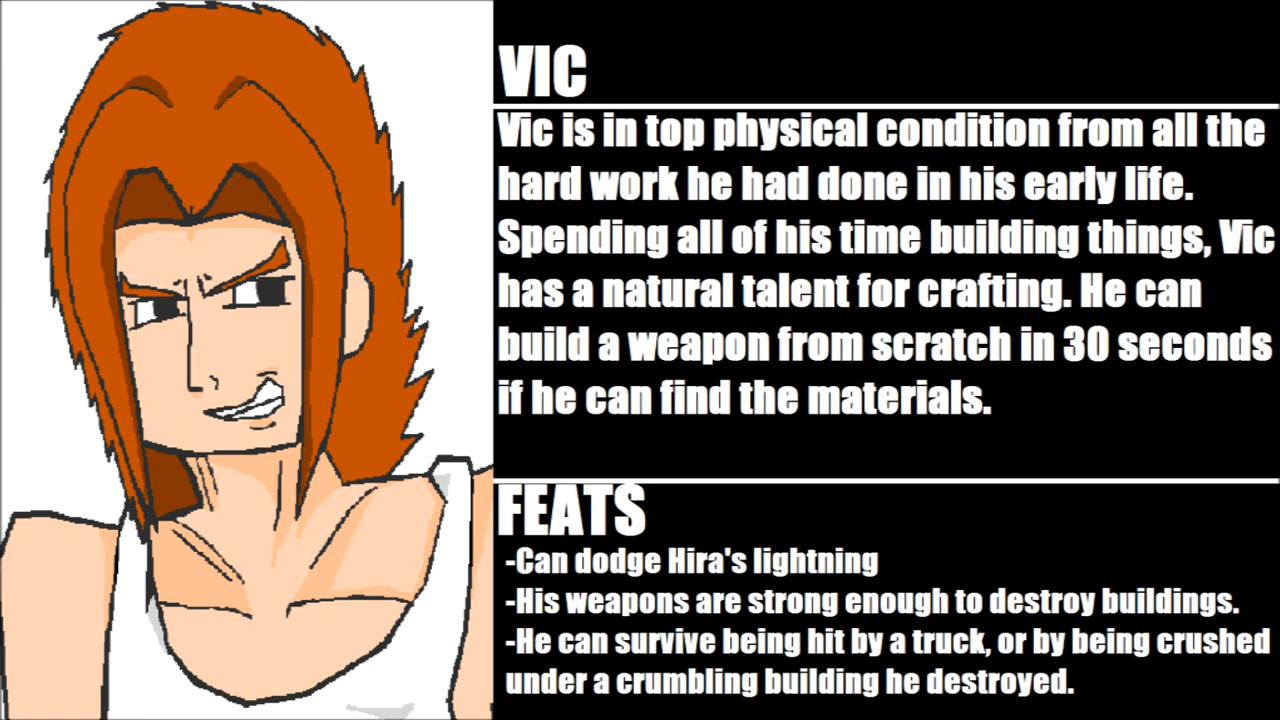 VIC
Vic is in top physical condition from all the
hard work he had done in his early life.
Spending all of his time building things, Vic
has a natural talent for crafting. He can
build a weapon from scratch in 30 seconds
if he can find the materials.
FEATS
-Can dodge Hira's lightning
-His weapons are strong enough to destroy buildings.
-He can survive being hit by a truck, or by being crushed
under a crumbling building he destroyed.